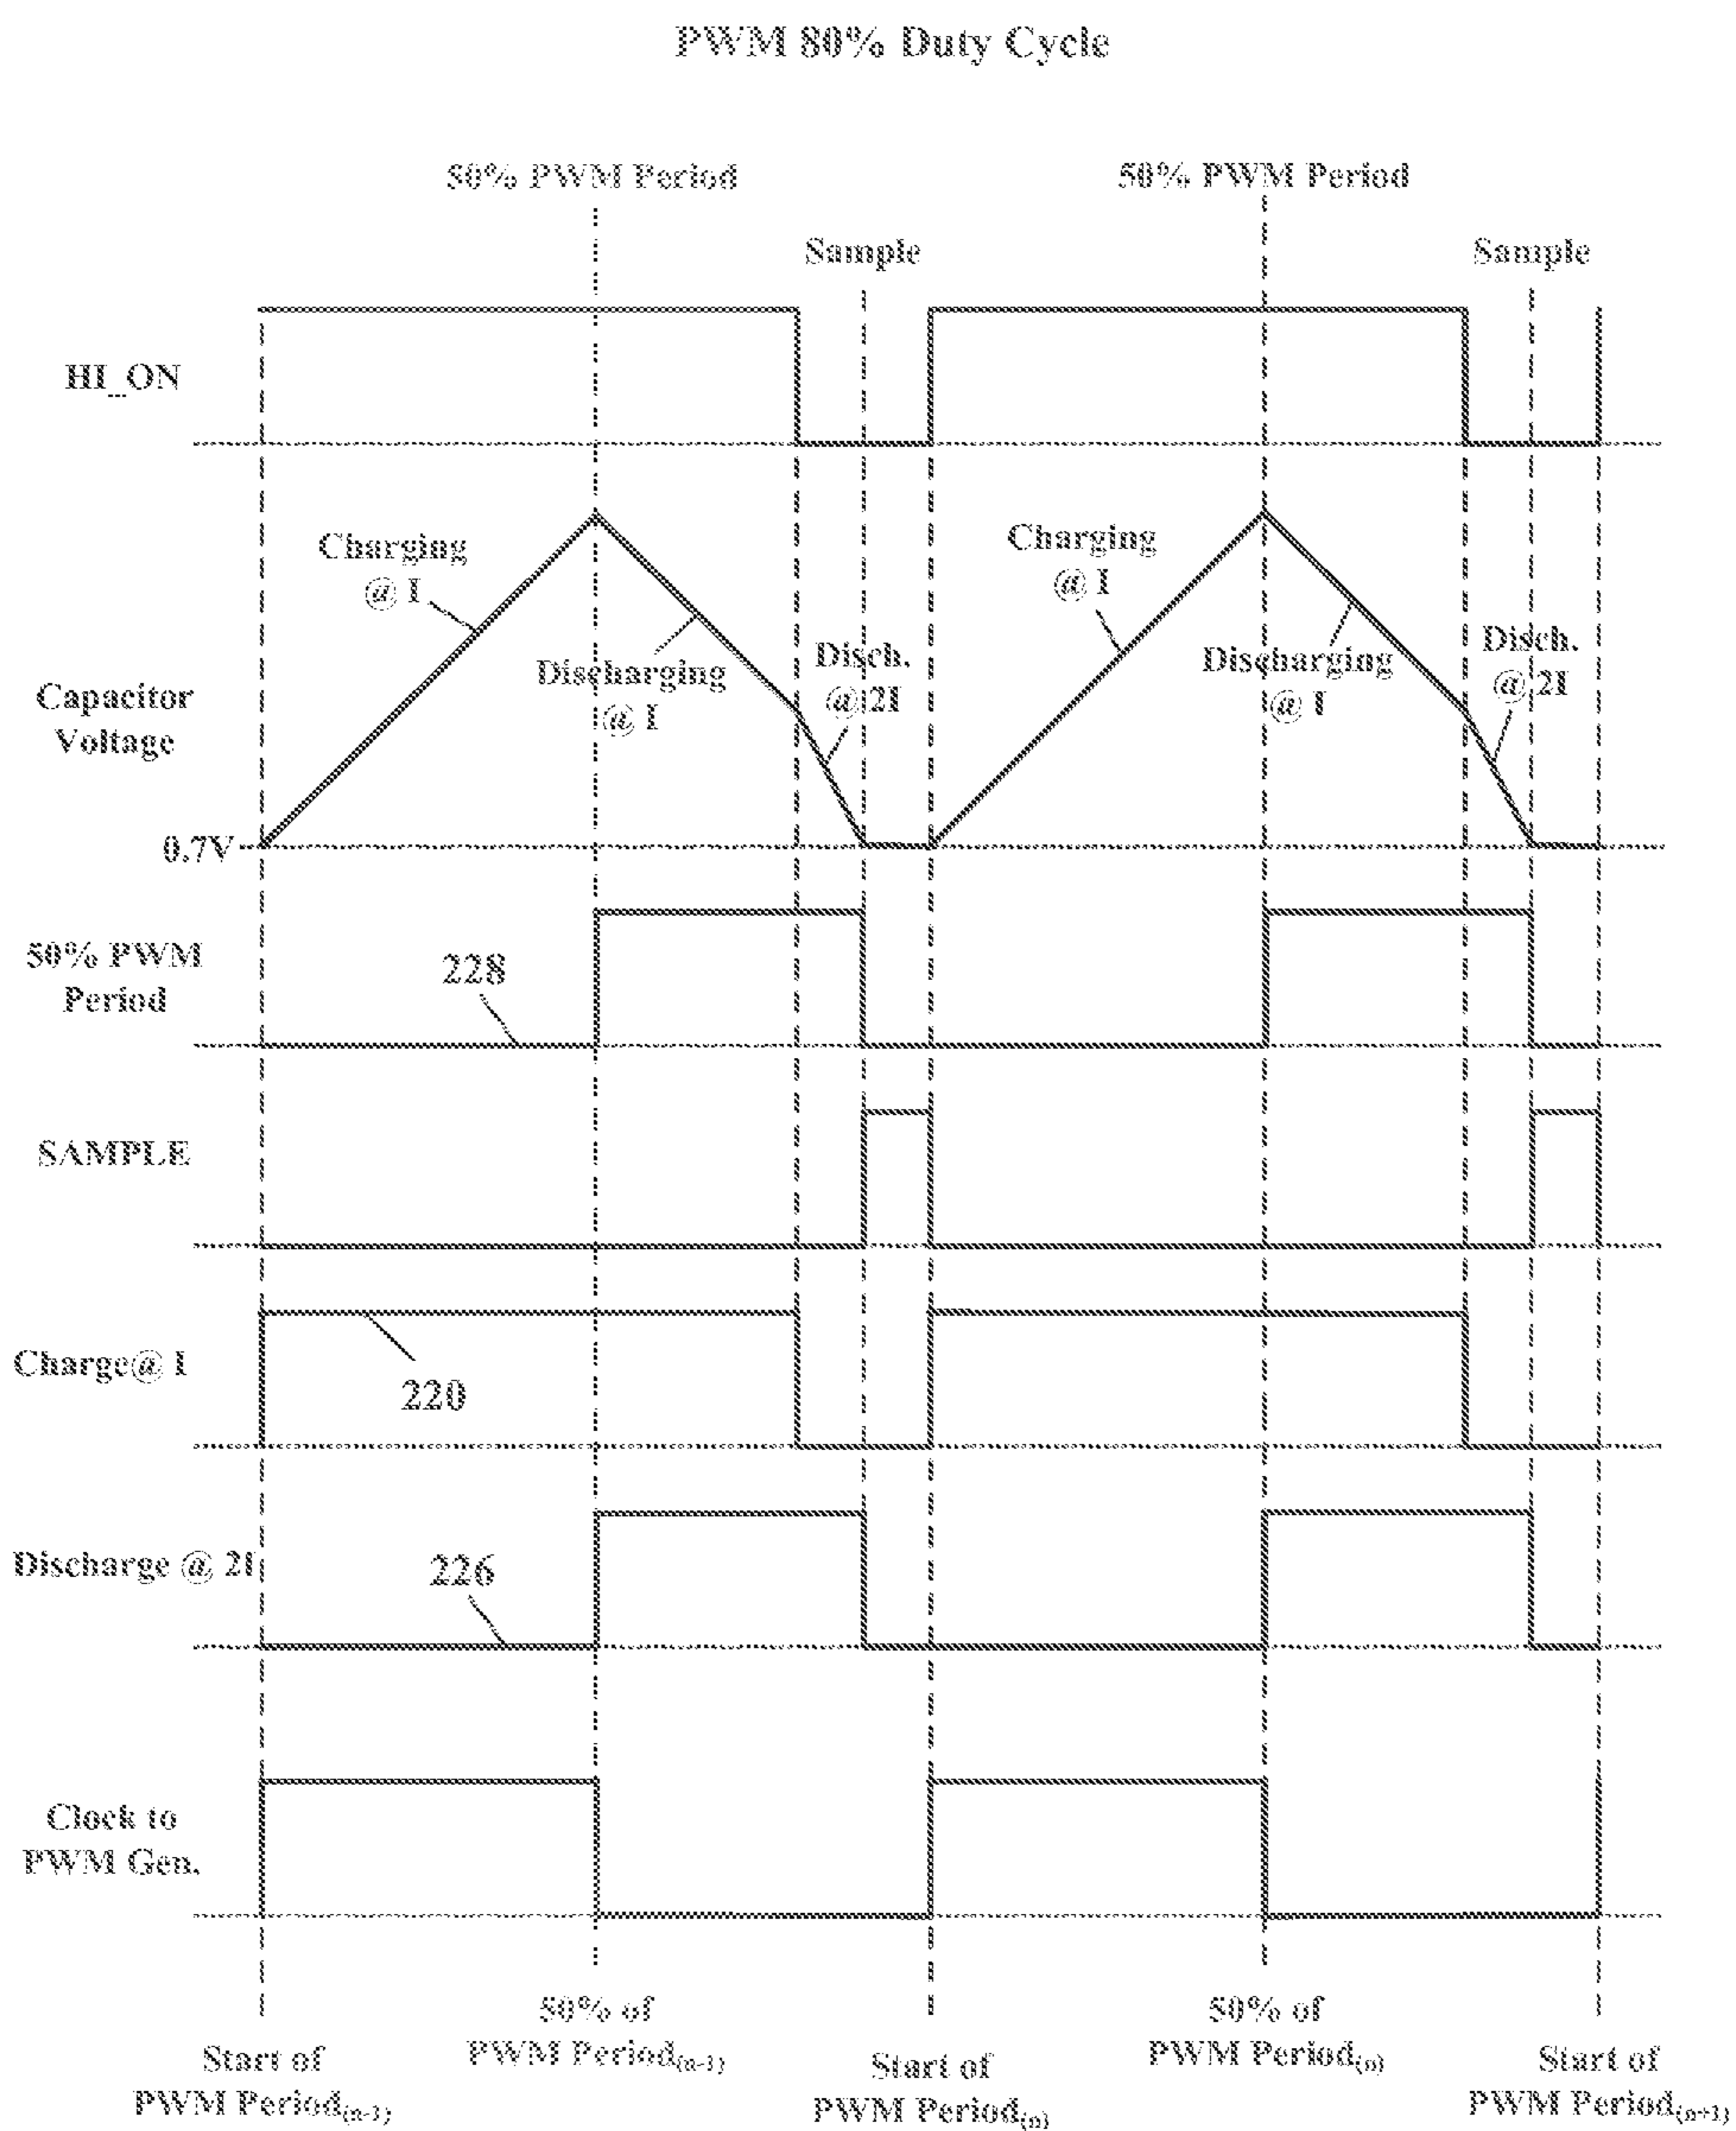 PWM 80% Duty Cycle
50% PWM Period
50% PWM Period
Sample
Sample
HI_ON
Charging
@ I
Charging
@ I
Discharging
@ I
Disch.
@ 2I
Discharging
@ I
Disch.
@ 2I
Capacitor
Voltage
0.7V
50% PWM
Period
228
SAMPLE
Charge@ I
220
Discharge @ 2I
226
Clock to
PWM Gen.
50% of
PWM Period(n-1)
50% of
PWM Period(n)
Start of
PWM Period(n-1)
Start of
PWM Period(n)
Start of
PWM Period(n+1)